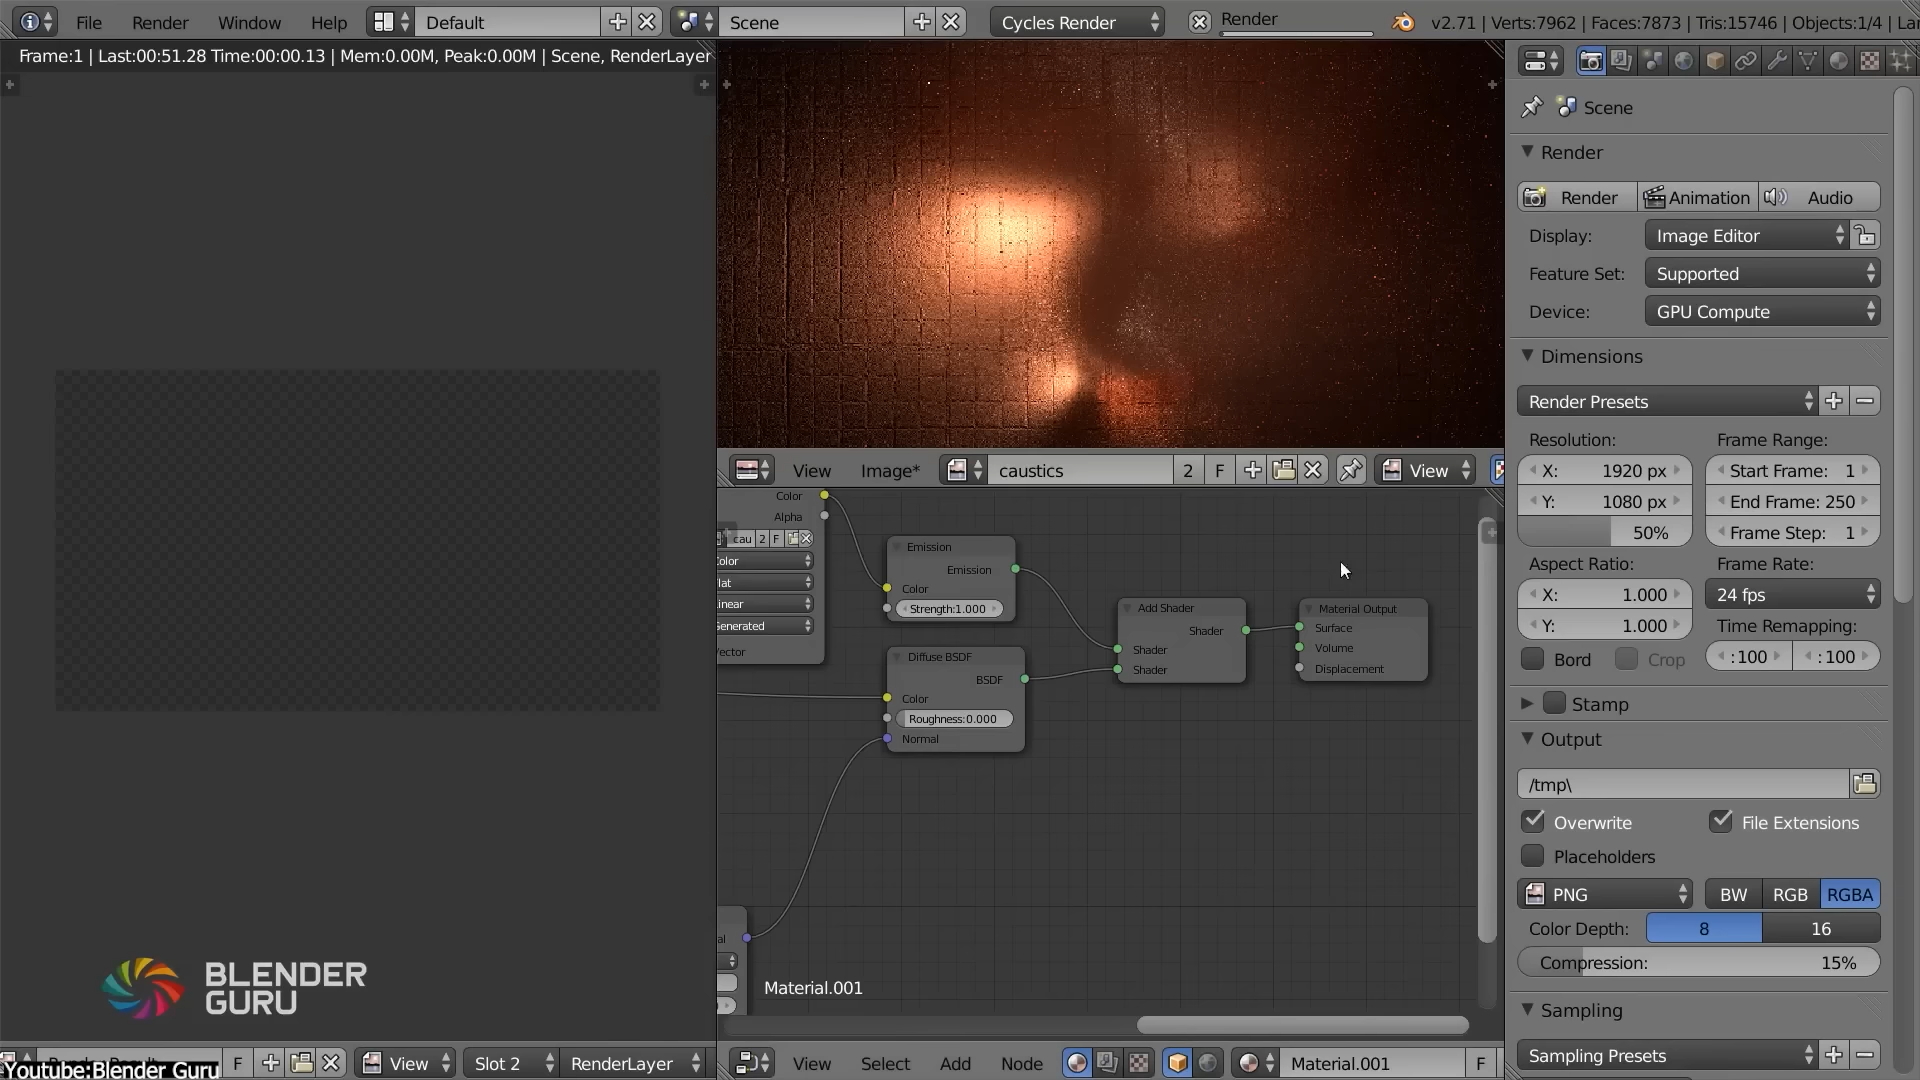 File Render Window Help Default Scene Cycles Render Render v2.71 | Verts:7962 | Faces:7873 | Tris:15746 | Objects:1/4 |
Frame:1 | Last:00:51.28 Time:00:00.13 | Mem:0.00M, Peak:0.00M | Scene, RenderLayer
Scene
Render
Render Animation Audio
Display: Image Editor
Feature Set: Supported
Device: GPU Compute
Dimensions
Render Presets
Resolution: Frame Range:
X: 1920 px Start Frame: 1
Y: 1080 px End Frame: 250
50% Frame Step: 1
Aspect Ratio: Frame Rate:
X: 1.000 24 fps
Y: 1.000 Time Remapping:
Bord Crop :100 :100
Stamp
Output
/tmp\
Overwrite File Extensions
Placeholders
PNG BW RGB RGBA
Color Depth: 8 16
Compression: 15%
Sampling
Sampling Presets
View Image* caustics 2 F View
Color
Alpha
cau 2 F
olor
lat
inear
Generated
Vector
Emission
Emission
Color
Strength:1.000
Diffuse BSDF
BSDF
Color
Roughness:0.000
Normal
Add Shader
Shader
Shader
Shader
Material Output
Surface
Volume
Displacement
al
Material.001
BLENDER
GURU
F View Slot 2 RenderLayer
Youtube:Blender Guru
View Select Add Node Material.001 F